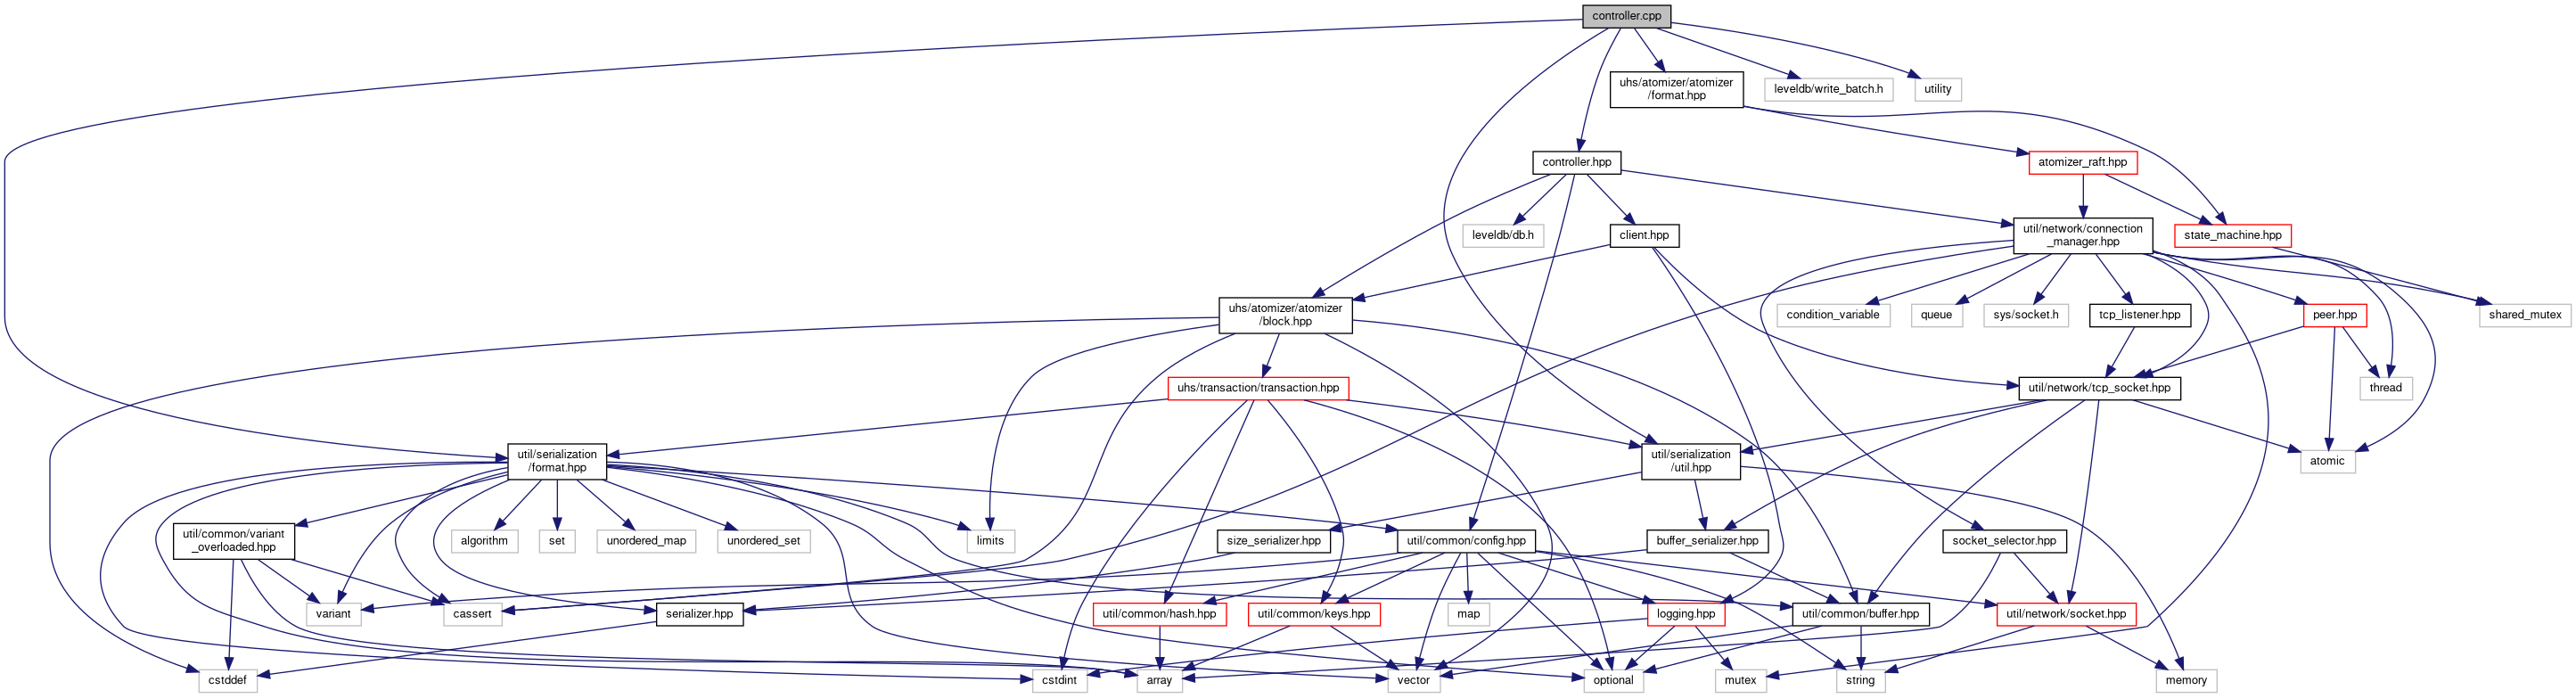 controller.cpp
uhs/atomizer/atomizer
/format.hpp
leveldb/write_batch.h
utility
controller.hpp
atomizer_raft.hpp
leveldb/db.h
client.hpp
util/network/connection
_manager.hpp
state_machine.hpp
uhs/atomizer/atomizer
/block.hpp
condition_variable
queue
sys/socket.h
tcp_listener.hpp
peer.hpp
shared_mutex
uhs/transaction/transaction.hpp
util/network/tcp_socket.hpp
thread
util/serialization
/format.hpp
util/serialization
/util.hpp
atomic
util/common/variant
_overloaded.hpp
algorithm
set
unordered_map
unordered_set
limits
size_serializer.hpp
util/common/config.hpp
buffer_serializer.hpp
socket_selector.hpp
variant
cassert
serializer.hpp
util/common/hash.hpp
util/common/keys.hpp
map
logging.hpp
util/common/buffer.hpp
util/network/socket.hpp
cstddef
cstdint
array
vector
optional
mutex
string
memory